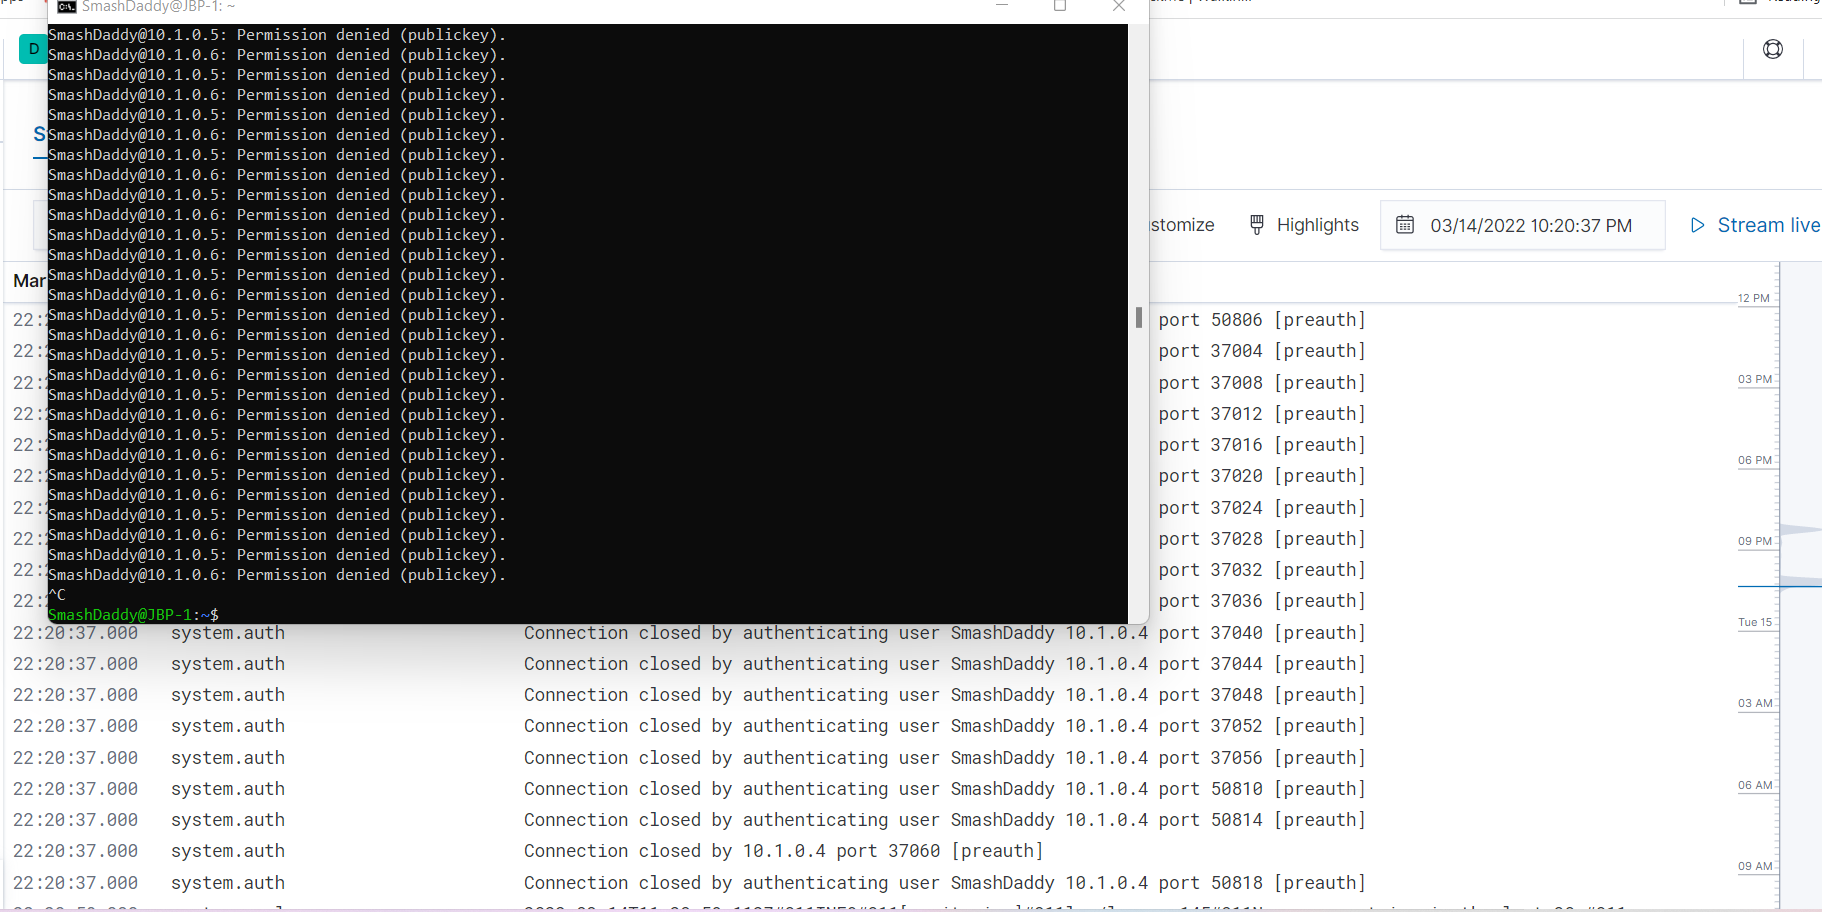 SmashDaddy@JBP-1: ~
D
SmashDaddy@10.1.0.5: Permission denied (publickey).
SmashDaddy@10.1.0.6: Permission denied (publickey).
SmashDaddy@10.1.0.5: Permission denied (publickey).
SmashDaddy@10.1.0.6: Permission denied (publickey).
SmashDaddy@10.1.0.5: Permission denied (publickey).
SmashDaddy@10.1.0.6: Permission denied (publickey).
SmashDaddy@10.1.0.5: Permission denied (publickey).
SmashDaddy@10.1.0.6: Permission denied (publickey).
SmashDaddy@10.1.0.5: Permission denied (publickey).
SmashDaddy@10.1.0.6: Permission denied (publickey).
SmashDaddy@10.1.0.5: Permission denied (publickey).
SmashDaddy@10.1.0.6: Permission denied (publickey).
SmashDaddy@10.1.0.5: Permission denied (publickey).
SmashDaddy@10.1.0.6: Permission denied (publickey).
SmashDaddy@10.1.0.5: Permission denied (publickey).
SmashDaddy@10.1.0.6: Permission denied (publickey).
SmashDaddy@10.1.0.5: Permission denied (publickey).
SmashDaddy@10.1.0.6: Permission denied (publickey).
SmashDaddy@10.1.0.5: Permission denied (publickey).
SmashDaddy@10.1.0.6: Permission denied (publickey).
SmashDaddy@10.1.0.5: Permission denied (publickey).
SmashDaddy@10.1.0.6: Permission denied (publickey).
SmashDaddy@10.1.0.5: Permission denied (publickey).
SmashDaddy@10.1.0.6: Permission denied (publickey).
SmashDaddy@10.1.0.5: Permission denied (publickey).
SmashDaddy@10.1.0.6: Permission denied (publickey).
SmashDaddy@10.1.0.5: Permission denied (publickey).
SmashDaddy@10.1.0.6: Permission denied (publickey).
^C
SmashDaddy@JBP-1:~$
stomize Highlights 03/14/2022 10:20:37 PM Stream live
Mar
22: port 50806 [preauth]
22: port 37004 [preauth]
22: port 37008 [preauth]
22: port 37012 [preauth]
22: port 37016 [preauth]
22: port 37020 [preauth]
22: port 37024 [preauth]
22: port 37028 [preauth]
22: port 37032 [preauth]
22: port 37036 [preauth]
22:20:37.000 system.auth Connection closed by authenticating user SmashDaddy 10.1.0.4 port 37040 [preauth]
22:20:37.000 system.auth Connection closed by authenticating user SmashDaddy 10.1.0.4 port 37044 [preauth]
22:20:37.000 system.auth Connection closed by authenticating user SmashDaddy 10.1.0.4 port 37048 [preauth]
22:20:37.000 system.auth Connection closed by authenticating user SmashDaddy 10.1.0.4 port 37052 [preauth]
22:20:37.000 system.auth Connection closed by authenticating user SmashDaddy 10.1.0.4 port 37056 [preauth]
22:20:37.000 system.auth Connection closed by authenticating user SmashDaddy 10.1.0.4 port 50810 [preauth]
22:20:37.000 system.auth Connection closed by authenticating user SmashDaddy 10.1.0.4 port 50814 [preauth]
22:20:37.000 system.auth Connection closed by 10.1.0.4 port 37060 [preauth]
22:20:37.000 system.auth Connection closed by authenticating user SmashDaddy 10.1.0.4 port 50818 [preauth]
12 PM
03 PM
06 PM
09 PM
Tue 15
03 AM
06 AM
09 AM